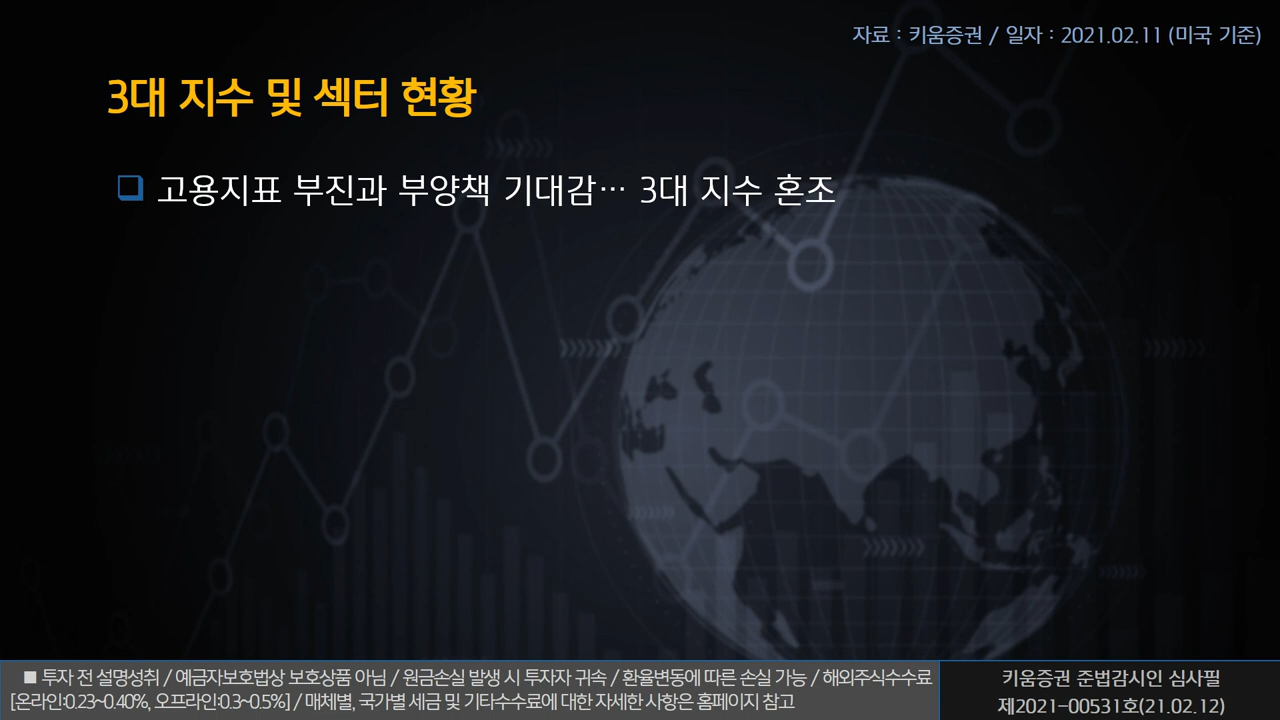 자료 : 키움증권 / 일자 : 2021.02.11 (미국 기준)
3대 지수 및 섹터 현황
❑ 고용지표 부진과 부양책 기대감… 3대 지수 혼조
■ 투자 전 설명청취 / 예금자보호법상 보호상품 아님 / 원금손실 발생 시 투자자 귀속 / 환율변동에 따른 손실 가능 / 해외주식수수료
[온라인:0.23~0.40%, 오프라인:0.3~0.5%] / 매체별, 국가별 세금 및 기타수수료에 대한 자세한 사항은 홈페이지 참고
키움증권 준법감시인 심사필
제2021-00531호(21.02.12)